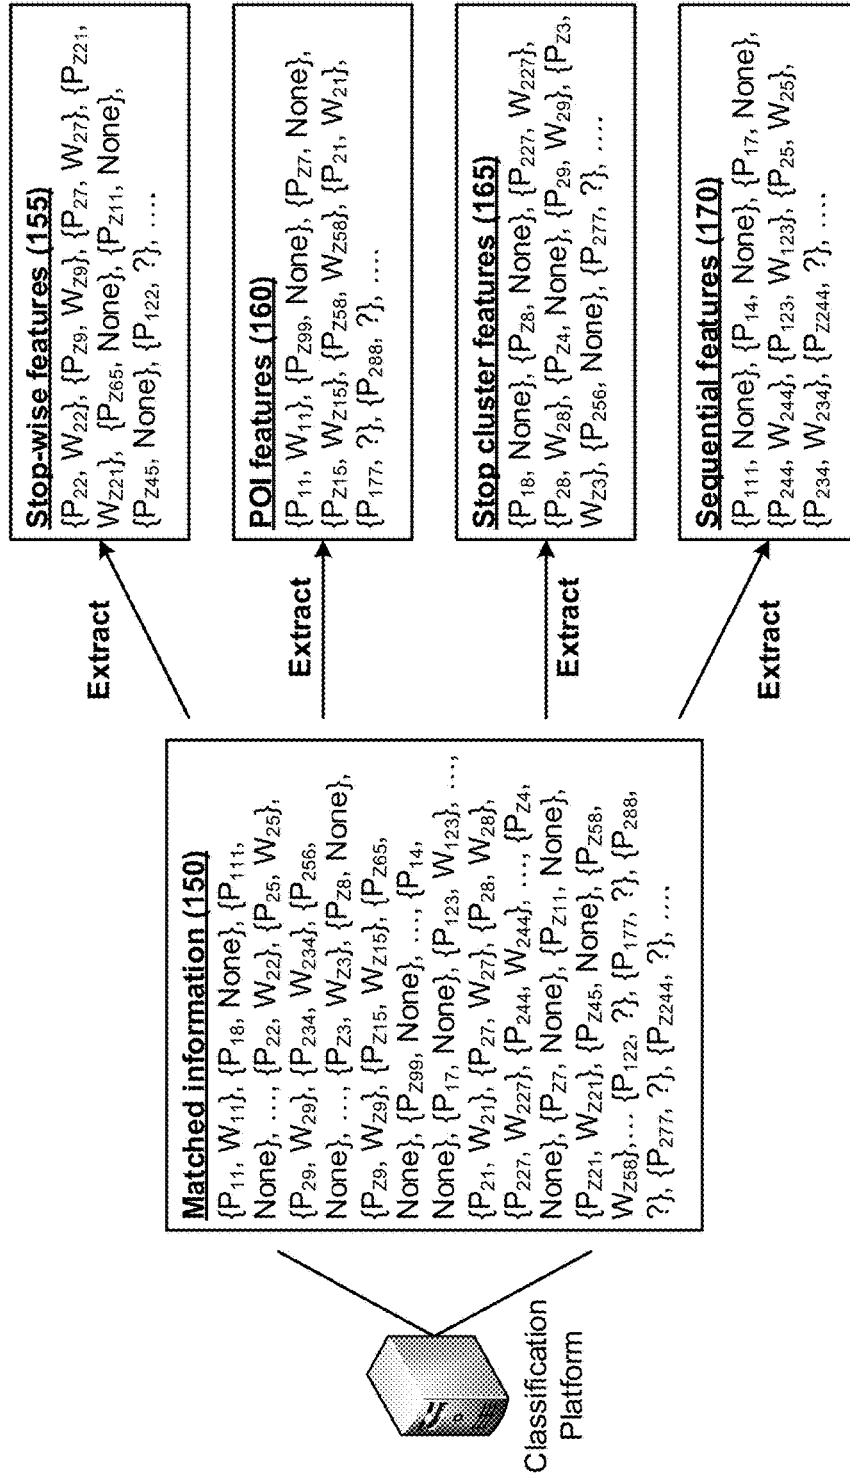 Classification
Platform
Matched information (150)
{P11, W11}, {P18, None}, {P111,
None}, …, {P22, W22}, {P25, W25},
{P29, W29}, {P234, W234}, {P256,
None}, …, {PZ3, WZ3}, {PZ8, None},
{PZ9, WZ9}, {PZ15, WZ15}, {PZ65,
None}, {PZ99, None}, …, {P14,
None}, {P17, None}, {P123, W123}, …,
{P21, W21}, {P27, W27}, {P28, W28},
{P227, W227}, {P244, W244}, …, {PZ4,
None}, {PZ7, None}, {PZ11, None},
{PZ21, WZ21}, {PZ45, None}, {PZ58,
WZ58},… {P122, ?}, {P177, ?}, {P288,
?}, {P277, ?}, {PZ244, ?}, ….
Extract
Extract
Extract
Extract
Stop-wise features (155)
{P22, W22}, {PZ9, WZ9}, {P27, W27}, {PZ21,
WZ21}, {PZ65, None}, {PZ11, None},
{PZ45, None}, {P122, ?}, ….
POI features (160)
{P11, W11}, {PZ99, None}, {PZ7, None},
{PZ15, WZ15}, {PZ58, WZ58}, {P21, W21},
{P177, ?}, {P288, ?}, ….
Stop cluster features (165)
{P18, None}, {PZ8, None}, {P227, W227},
{P28, W28}, {PZ4, None}, {P29, W29}, {PZ3,
WZ3}, {P256, None}, {P277, ?}, ….
Sequential features (170)
{P111, None}, {P14, None}, {P17, None},
{P244, W244}, {P123, W123}, {P25, W25},
{P234, W234}, {PZ244, ?}, ….